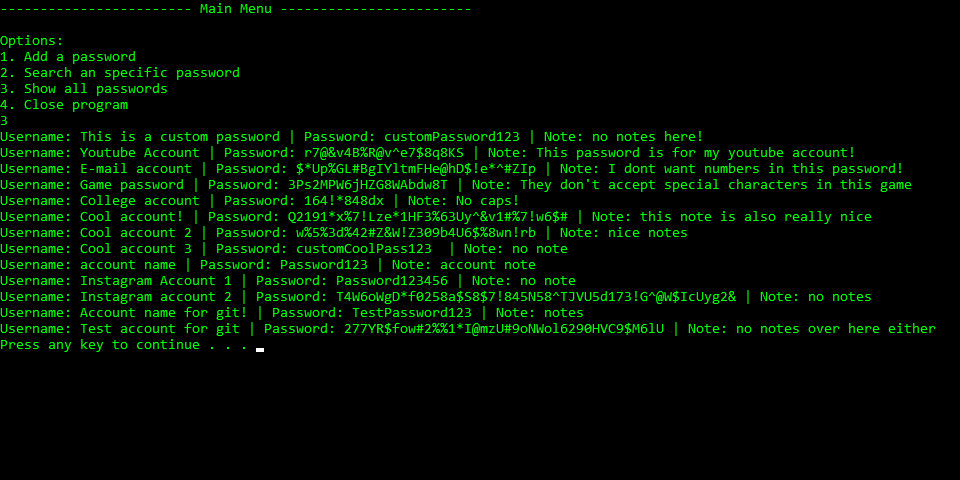 ------------------------ Main Menu ------------------------
Options:
1. Add a password
2. Search an specific password
3. Show all passwords
4. Close program
3
Username: This is a custom password | Password: customPassword123 | Note: no notes here!
Username: Youtube Account | Password: r7@&v4B%R@v^e7$8q8KS | Note: This password is for my youtube account!
Username: E-mail account | Password: $*Up%GL#BgIYltmFHe@hD$!e*^#ZIp | Note: I dont want numbers in this password!
Username: Game password | Password: 3Ps2MPW6jHZG8WAbdw8T | Note: They don't accept special characters in this game
Username: College account | Password: 164!*848dx | Note: No caps!
Username: Cool account! | Password: Q2191*x%7!Lze*1HF3%63Uy^&v1#%7!w6$# | Note: this note is also really nice
Username: Cool account 2 | Password: w%5%3d%42#Z&W!Z309b4U6$%8wn!rb | Note: nice notes
Username: Cool account 3 | Password: customCoolPass123  | Note: no note
Username: account name | Password: Password123 | Note: account note
Username: Instagram Account 1 | Password: Password123456 | Note: no note
Username: Instagram account 2 | Password: T4W6oWgD*f0258a$S8$7!845N58^TJVU5d173!G^@W$IcUyg2& | Note: no notes
Username: Account name for git! | Password: TestPassword123 | Note: notes
Username: Test account for git | Password: 277YR$fow#2%%1*I@mzU#9oNWol6290HVC9$M6lU | Note: no notes over here either
Press any key to continue . . .